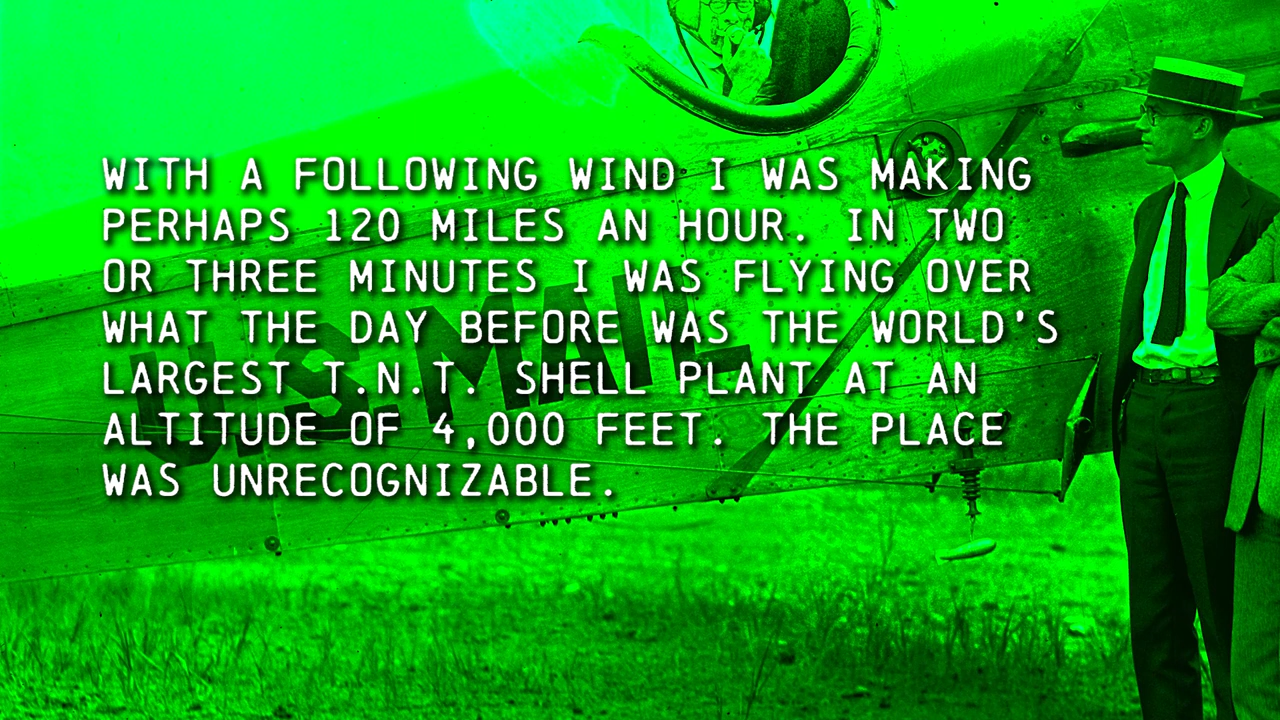 WITH A FOLLOWING WIND I WAS MAKING
PERHAPS 120 MILES AN HOUR. IN TWO
OR THREE MINUTES I WAS FLYING OVER
WHAT THE DAY BEFORE WAS THE WORLD'S
LARGEST T.N.T. SHELL PLANT AT AN
ALTITUDE OF 4,000 FEET. THE PLACE
WAS UNRECOGNIZABLE.
U.S. MAIL